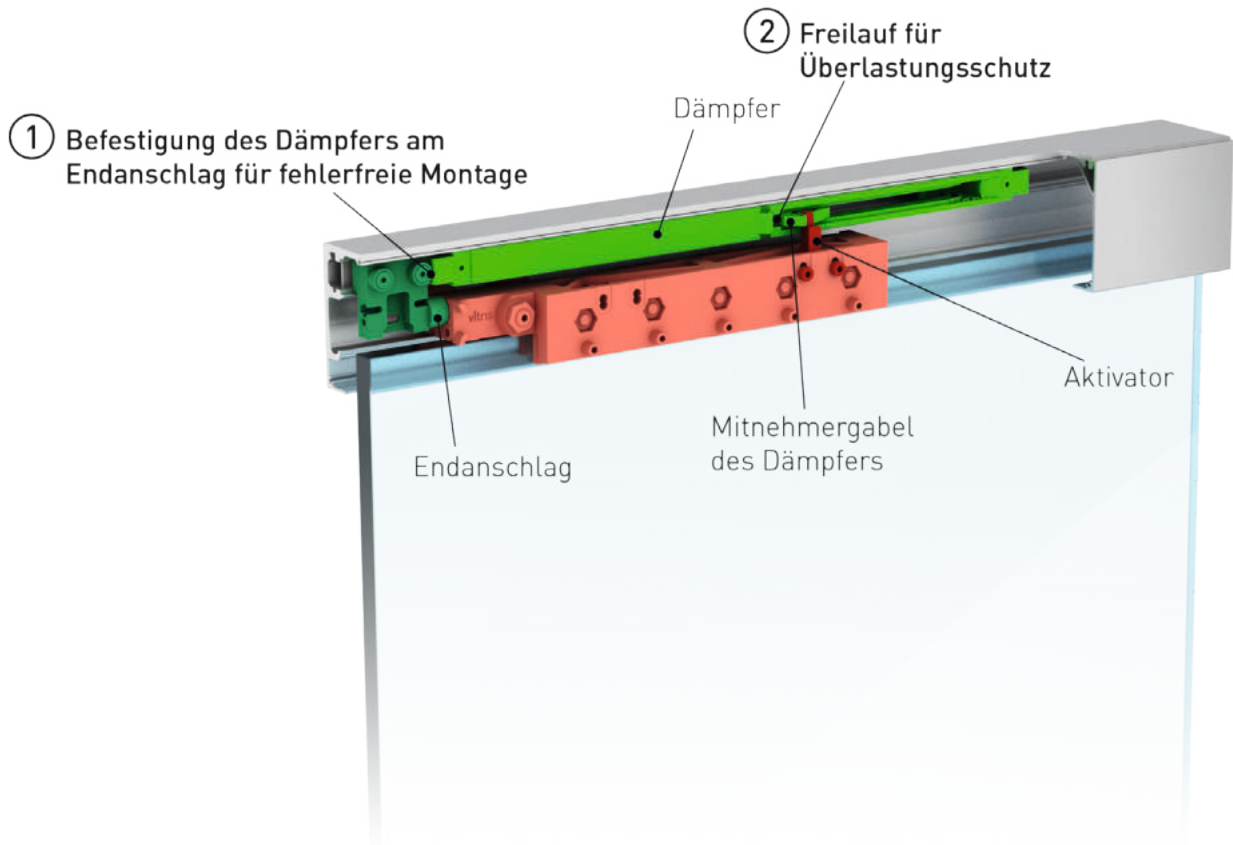 2 Freilauf für
Überlastungsschutz
Dämpfer
1 Befestigung des Dämpfers am
Endanschlag für fehlerfreie Montage
vitris
Aktivator
Mitnehmergabel
des Dämpfers
Endanschlag